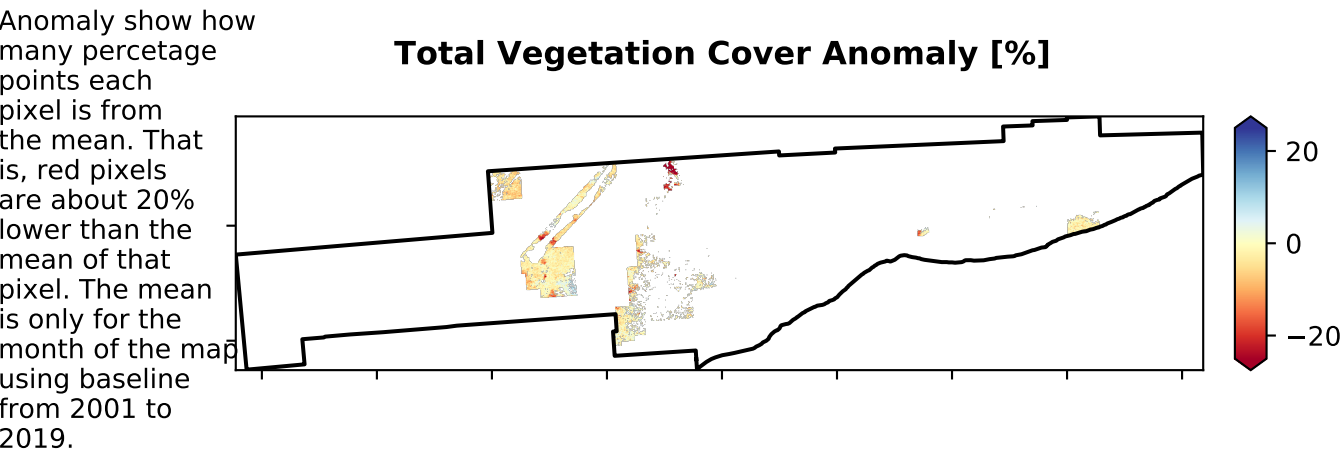 Anomaly show how
many percetage
points each
pixel is from
the mean. That
is, red pixels
are about 20%
lower than the
mean of that
pixel. The mean
is only for the
month of the map
using baseline
from 2001 to
2019.
Total Vegetation Cover Anomaly [%]
20
0
−20